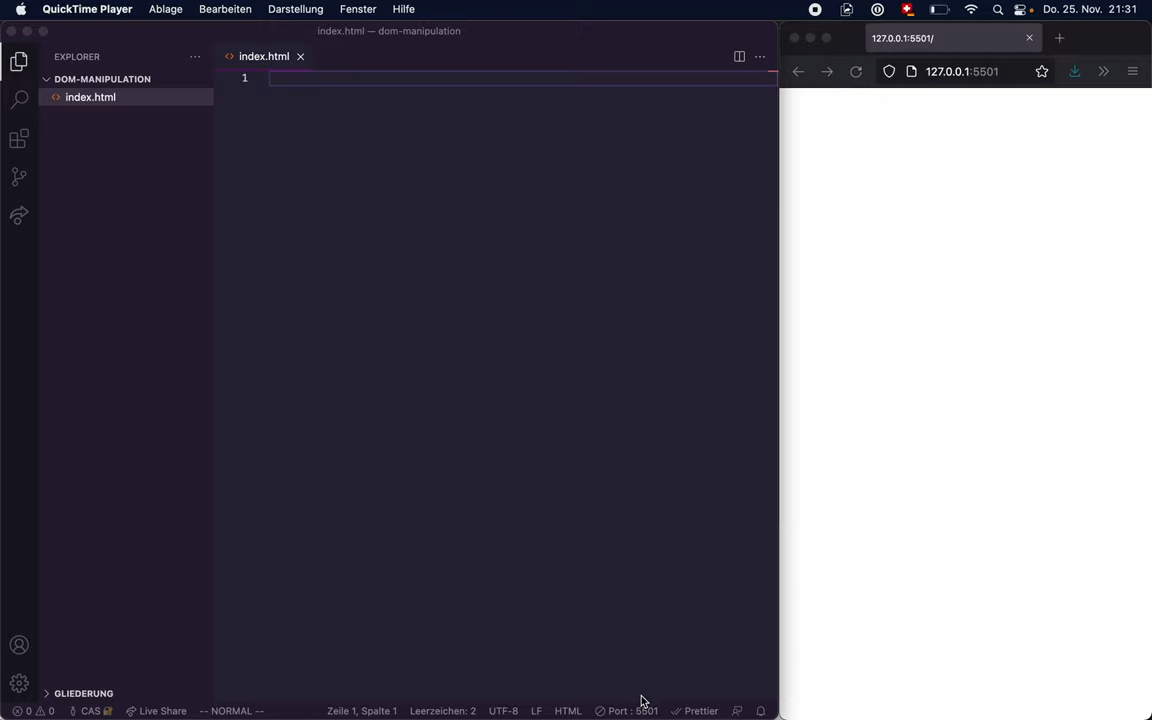 QuickTime Player Ablage Bearbeiten Darstellung Fenster Hilfe Do. 25. Nov. 21:31
index.html — dom-manipulation
127.0.0.1:5501/
EXPLORER
index.html
DOM-MANIPULATION
127.0.0.1:5501
1
index.html
GLIEDERUNG
0 0 CAS Live Share -- NORMAL -- Zeile 1, Spalte 1 Leerzeichen: 2 UTF-8 LF HTML Port : 5501 Prettier